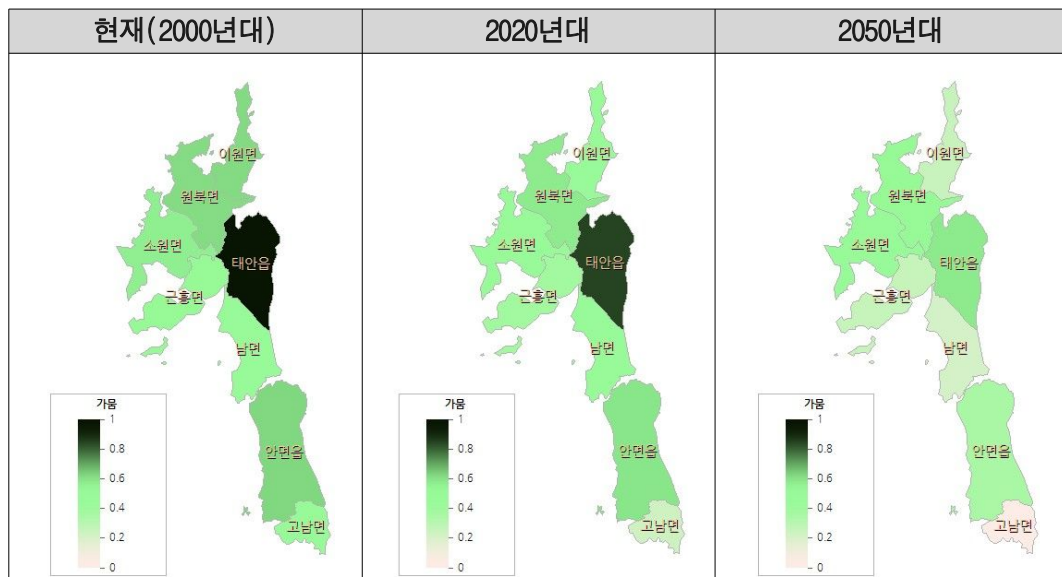 현재(2000년대)
2020년대
2050년대
이원면
원북면
소원면
태안읍
근흥면
남면
안면읍
고남면
가뭄
1
0.8
0.6
0.4
0.2
0
이원면
원북면
소원면
태안읍
근흥면
남면
안면읍
고남면
가뭄
1
0.8
0.6
0.4
0.2
0
이원면
원북면
소원면
태안읍
근흥면
남면
안면읍
고남면
가뭄
1
0.8
0.6
0.4
0.2
0